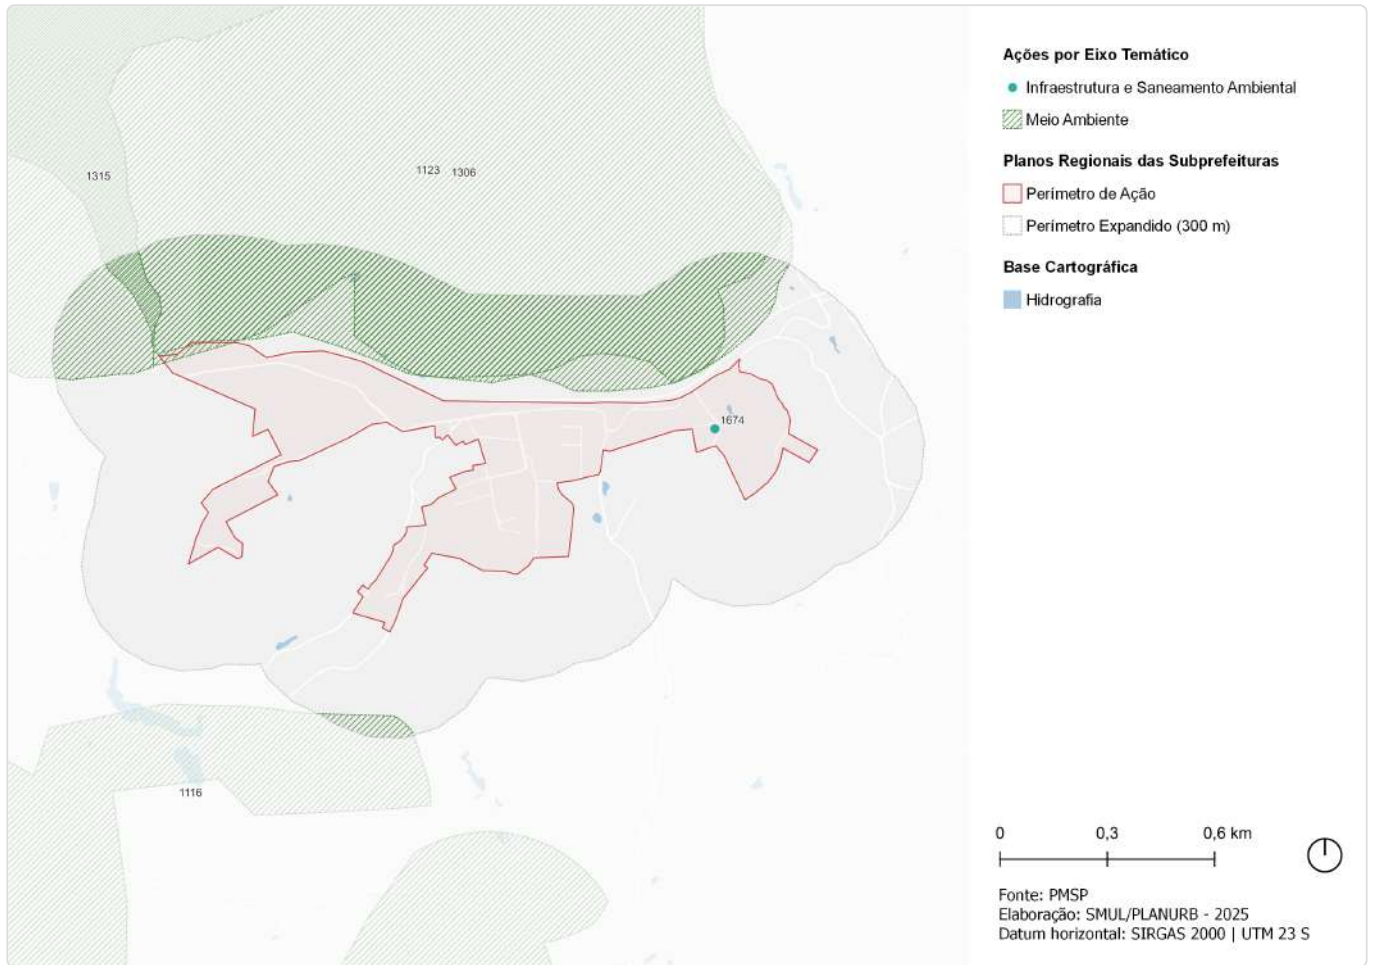 1315
1123
1306
1674
1116
Ações por Eixo Temático
Infraestrutura e Saneamento Ambiental
Meio Ambiente
Planos Regionais das Subprefeituras
Perímetro de Ação
Perímetro Expandido (300 m)
Base Cartográfica
Hidrografia
0 0,3 0,6 km
Fonte: PMSP
Elaboração: SMUL/PLANURB - 2025
Datum horizontal: SIRGAS 2000 | UTM 23 S